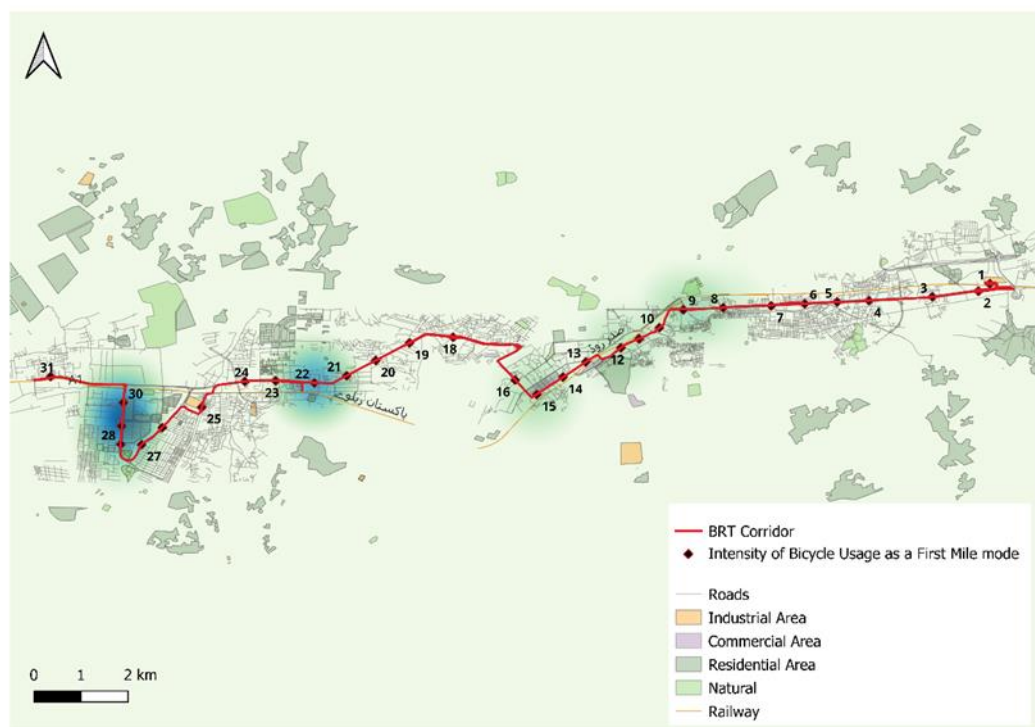 1
2
3
4
5
6
7
8
9
10
12
13
14
15
16
18
19
20
21
22
23
24
25
27
28
30
31
A1
پاکستان ریلوے
BRT Corridor
Intensity of Bicycle Usage as a First Mile mode
Roads
Industrial Area
Commercial Area
Residential Area
Natural
Railway
0 1 2 km